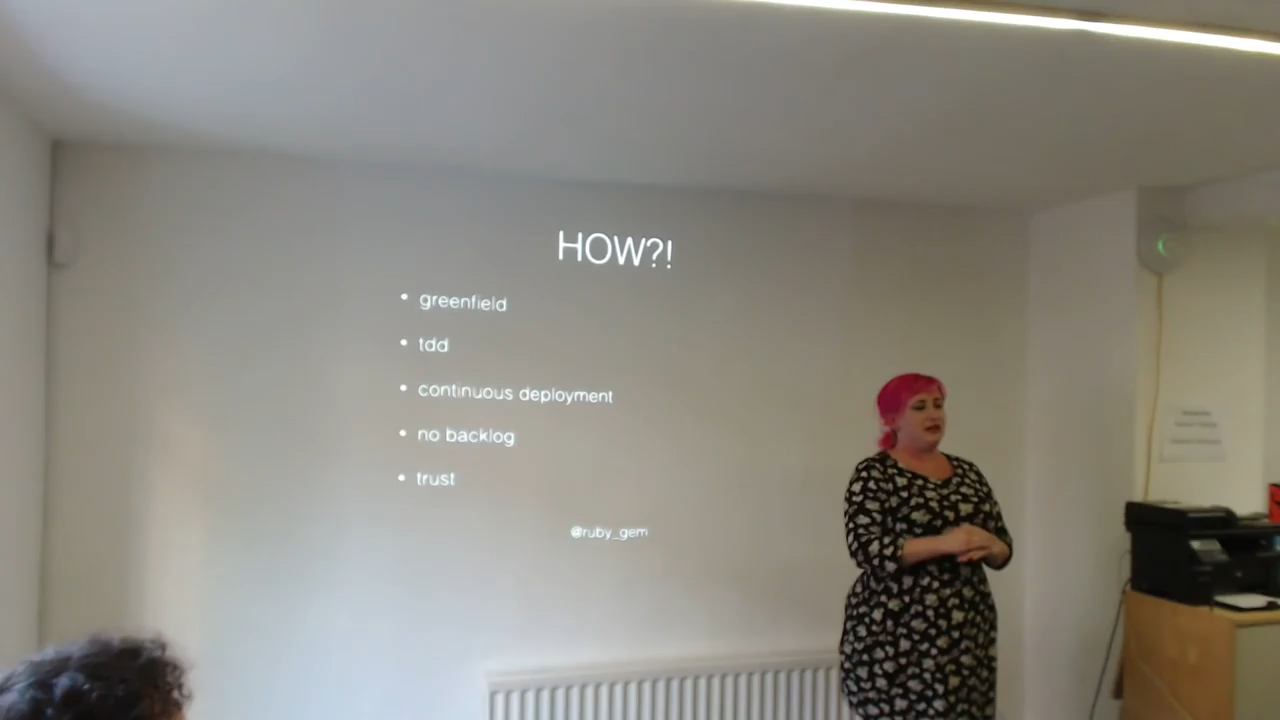 HOW?!
• greenfield
• tdd
• continuous deployment
• no backlog
• trust
@ruby_gem